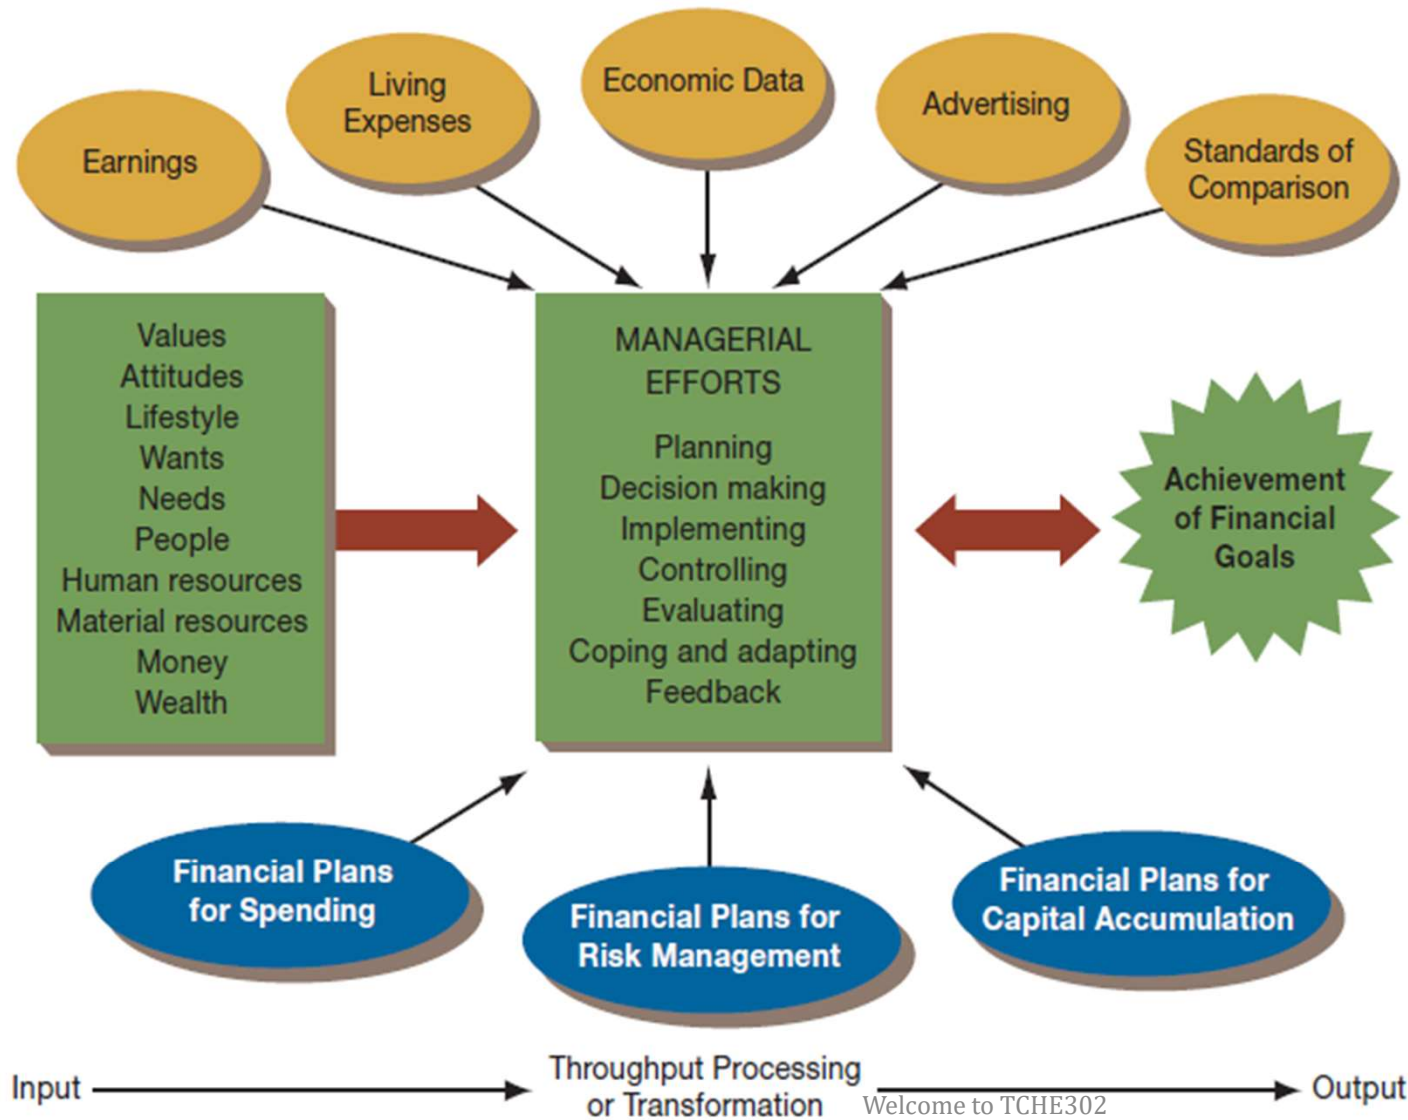 Earnings
Living
Expenses
Economic Data
Advertising
Standards of
Comparison
Values
Attitudes
Lifestyle
Wants
Needs
People
Human resources
Material resources
Money
Wealth
MANAGERIAL
EFFORTS
Planning
Decision making
Implementing
Controlling
Evaluating
Coping and adapting
Feedback
Achievement
of Financial
Goals
Financial Plans
for Spending
Financial Plans for
Risk Management
Financial Plans for
Capital Accumulation
Input
Throughput Processing
or Transformation
Output
Welcome to TCHE302